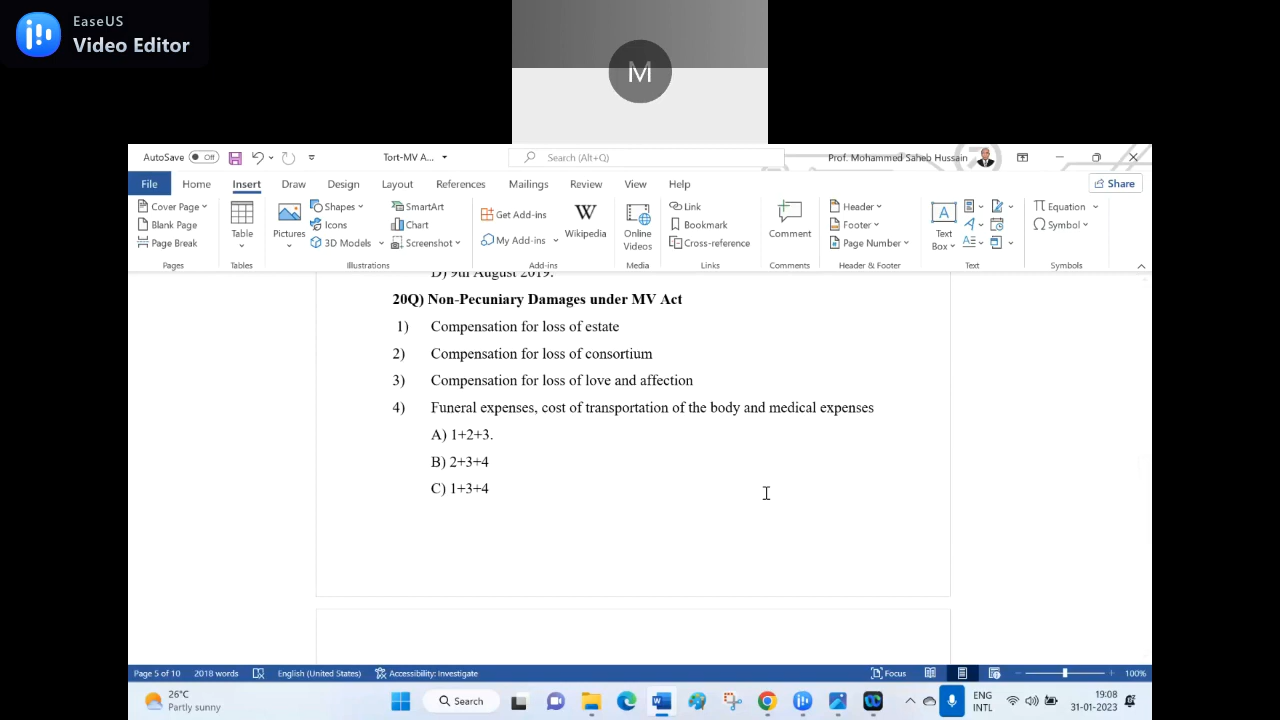 EaseUS
Video Editor
M
AutoSave Off
Tort-MV A...
Search (Alt+Q)
Prof. Mohammed Saheb Hussain
File Home Insert Draw Design Layout References Mailings Review View Help
Share
Cover Page
Blank Page
Page Break
Pages
Table
Tables
Pictures
Shapes
Icons
3D Models
SmartArt
Chart
Screenshot
Illustrations
Get Add-ins
My Add-ins
Add-ins
W
Wikipedia
Online
Videos
Media
Link
Bookmark
Cross-reference
Links
Comment
Comments
Header
Footer
Page Number
Header & Footer
A
Text
Box
Text
Equation
Symbol
Symbols
D) 9th August 2019.
20Q) Non-Pecuniary Damages under MV Act
1) Compensation for loss of estate
2) Compensation for loss of consortium
3) Compensation for loss of love and affection
4) Funeral expenses, cost of transportation of the body and medical expenses
A) 1+2+3.
B) 2+3+4
C) 1+3+4
Page 5 of 10 2018 words English (United States) Accessibility: Investigate Focus 100%
26°C
Partly sunny
Search
ENG
INTL
19:08
31-01-2023